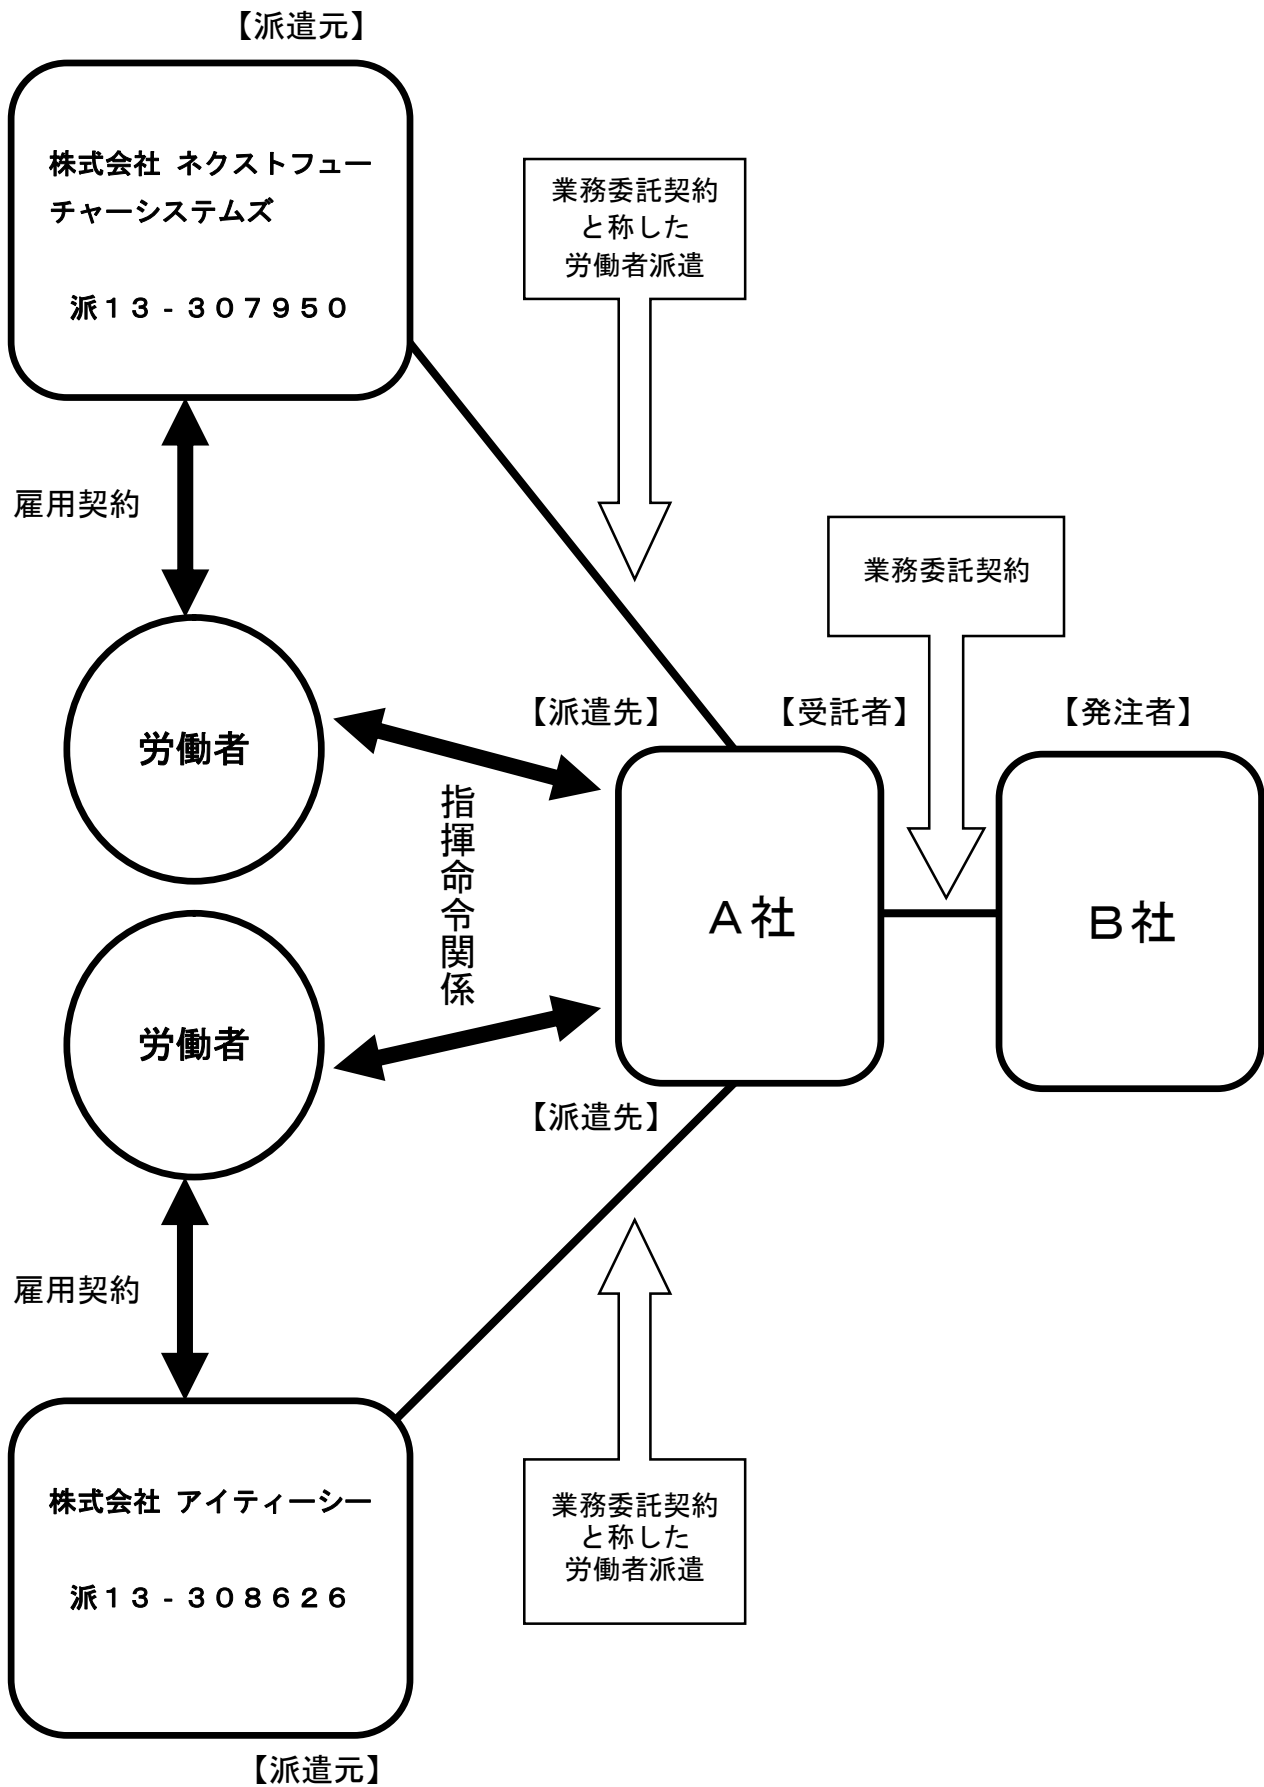 【派遣元】
株式会社 ネクストフュー
チャーシステムズ
派13-307950
業務委託契約
と称した
労働者派遣
雇用契約
業務委託契約
【派遣先】
【受託者】
【発注者】
労働者
指揮命令関係
A社
B社
労働者
【派遣先】
雇用契約
株式会社 アイティーシー
派13-308626
業務委託契約
と称した
労働者派遣
【派遣元】